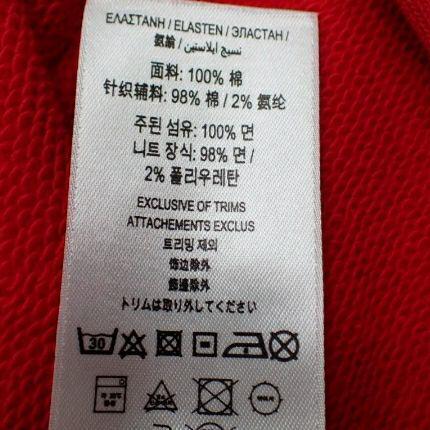 ΕΛΑΣΤΑΝΗ / ELASTEN / ЭЛАСТАН /
氨綸 / نسيج ايلاستين /
面料: 100% 棉
针织辅料: 98% 棉 / 2% 氨纶
주된 섬유: 100% 면
니트 장식: 98% 면 /
2% 폴리우레탄
EXCLUSIVE OF TRIMS
ATTACHEMENTS EXCLUS
트리밍 제외
饰边除外
飾邊除外
トリムは取り外してください
30